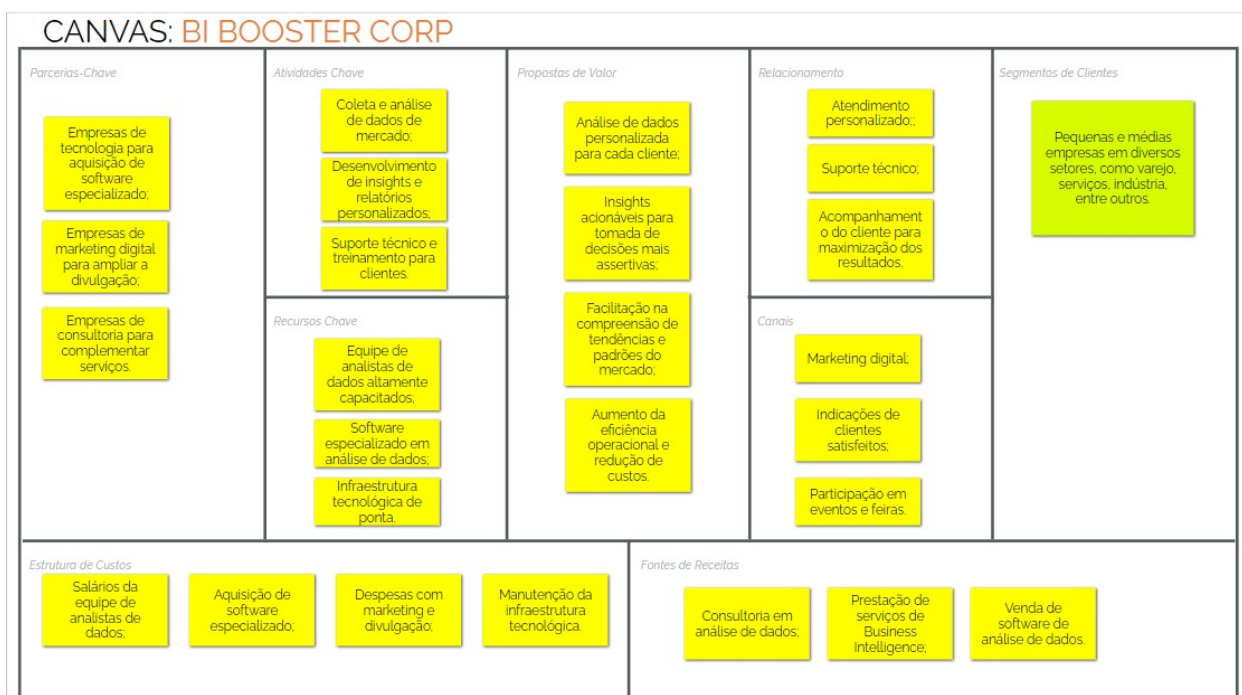 CANVAS: BI BOOSTER CORP
Parcerias-Chave
Empresas de
tecnologia para
aquisição de
software
especializado;
Empresas de
marketing digital
para ampliar a
divulgação;
Empresas de
consultoria para
complementar
serviços.
Atividades Chave
Coleta e análise
de dados de
mercado;
Desenvolvimento
de insights e
relatórios
personalizados;
Suporte técnico e
treinamento para
clientes.
Recursos Chave
Equipe de
analistas de
dados altamente
capacitados;
Software
especializado em
análise de dados;
Infraestrutura
tecnológica de
ponta.
Propostas de Valor
Análise de dados
personalizada
para cada cliente;
Insights
acionáveis para
tomada de
decisões mais
assertivas;
Facilitação na
compreensão de
tendências e
padrões do
mercado;
Aumento da
eficiência
operacional e
redução de
custos.
Relacionamento
Atendimento
personalizado;;
Suporte técnico;
Acompanhament
o do cliente para
maximização dos
resultados.
Canais
Marketing digital;
Indicações de
clientes
satisfeitos;
Participação em
eventos e feiras.
Segmentos de Clientes
Pequenas e médias
empresas em diversos
setores, como varejo,
serviços, indústria,
entre outros.
Estrutura de Custos
Salários da
equipe de
analistas de
dados;
Aquisição de
software
especializado;
Despesas com
marketing e
divulgação;
Manutenção da
infraestrutura
tecnológica.
Fontes de Receitas
Consultoria em
análise de dados;
Prestação de
serviços de
Business
Intelligence;
Venda de
software de
análise de dados.